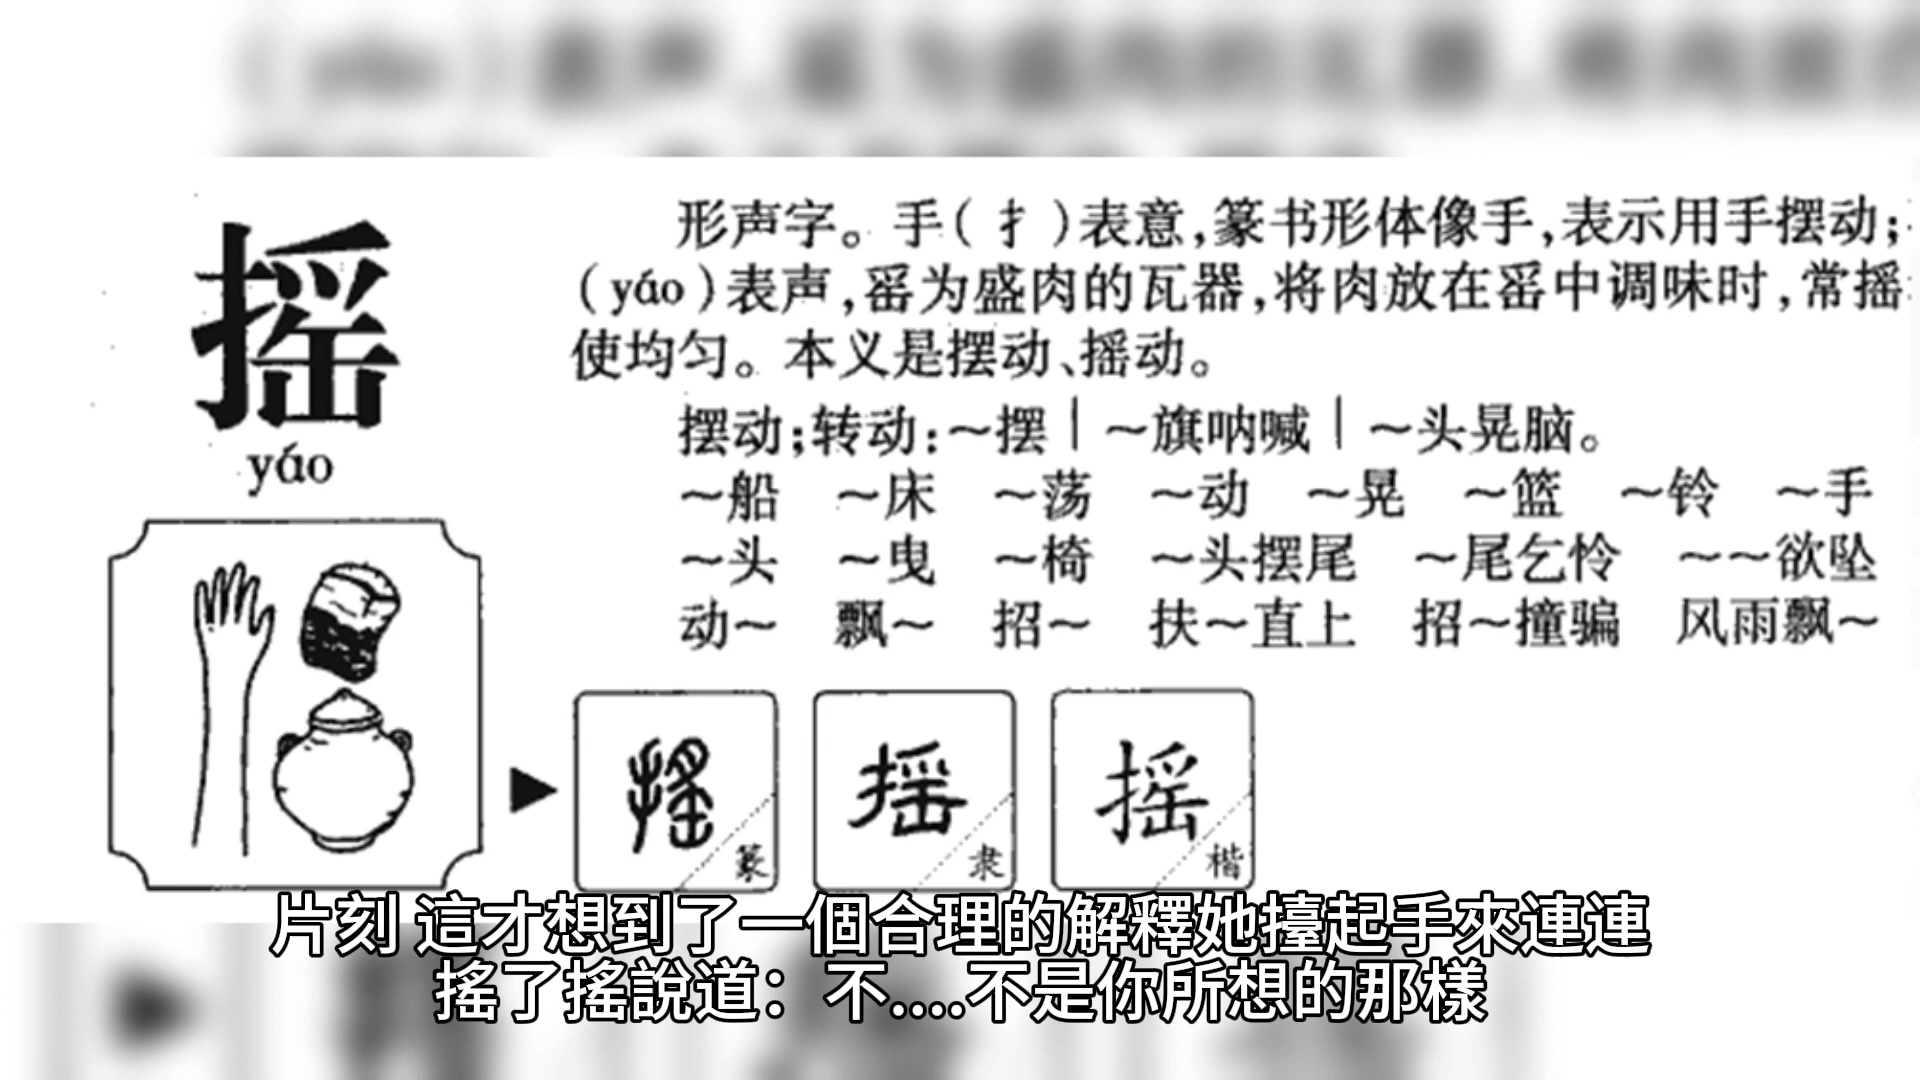 摇
yáo
形声字。手(扌)表意,篆书形体像手,表示用手摆动;
(yáo)表声,䍃为盛肉的瓦器,将肉放在䍃中调味时,常摇
使均匀。本义是摆动、摇动。
摆动;转动:~摆|~旗呐喊|~头晃脑。
~船 ~床 ~荡 ~动 ~晃 ~篮 ~铃 ~手
~头 ~曳 ~椅 ~头摆尾 ~尾乞怜 ~~欲坠
动~ 飘~ 招~ 扶~直上 招~撞骗 风雨飘~
摇 篆
摇 隶
摇 楷
片刻 這才想到了一個合理的解釋她擡起手來連連
搖了搖說道：不....不是你所想的那樣